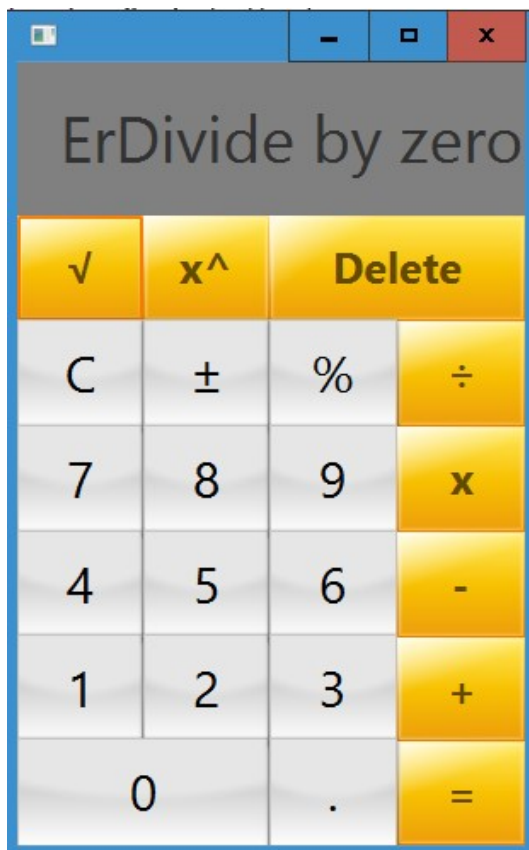 ErDivide by zero
√ x^ Delete
C ± % ÷
7 8 9 x
4 5 6 -
1 2 3 +
0 . =